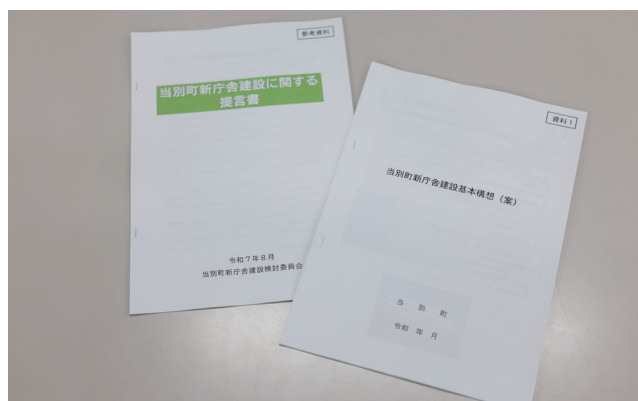 参考資料
当別町新庁舎建設に関する
提言書
令和7年8月
当別町新庁舎建設検討委員会
資料1
当別町新庁舎建設基本構想（案）
当 別 町
令和 年 月